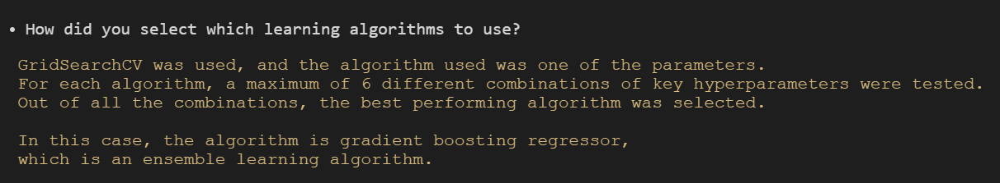 • How did you select which learning algorithms to use?
GridSearchCV was used, and the algorithm used was one of the parameters.
For each algorithm, a maximum of 6 different combinations of key hyperparameters were tested.
Out of all the combinations, the best performing algorithm was selected.
In this case, the algorithm is gradient boosting regressor,
which is an ensemble learning algorithm.